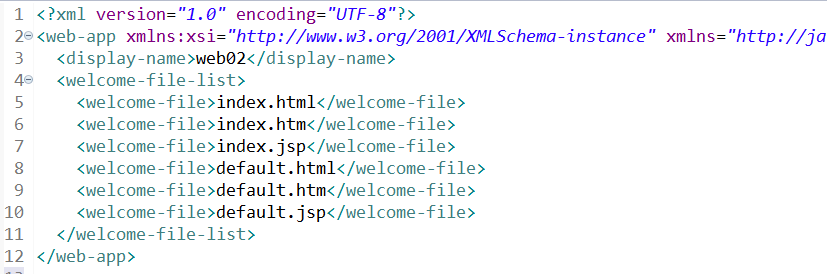 1 <?xml version="1.0" encoding="UTF-8"?>
2 <web-app xmlns:xsi="http://www.w3.org/2001/XMLSchema-instance" xmlns="http://ja
3 <display-name>web02</display-name>
4 <welcome-file-list>
5 <welcome-file>index.html</welcome-file>
6 <welcome-file>index.htm</welcome-file>
7 <welcome-file>index.jsp</welcome-file>
8 <welcome-file>default.html</welcome-file>
9 <welcome-file>default.htm</welcome-file>
10 <welcome-file>default.jsp</welcome-file>
11 </welcome-file-list>
12 </web-app>